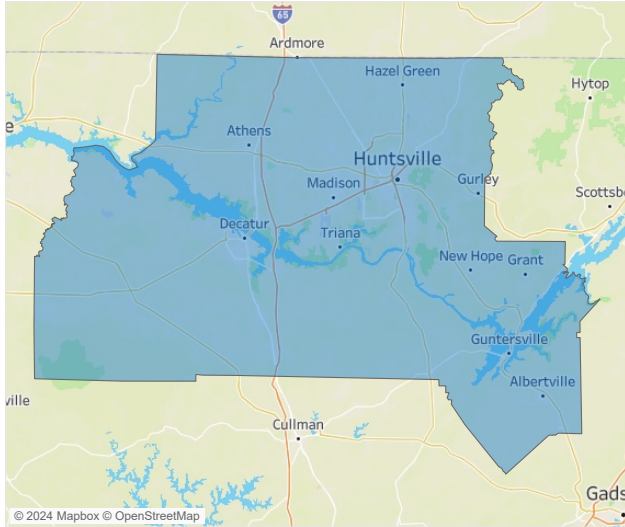 65
Ardmore
Hazel Green
Hytop
e
Athens
Huntsville
Madison
Gurley
Scottsb
Decatur
Triana
New Hope
Grant
Guntersville
Albertville
ville
Cullman
Gads
© 2024 Mapbox © OpenStreetMap